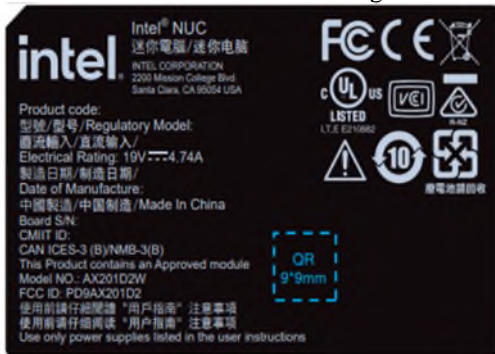 intel.
Intel® NUC
迷你電腦/迷你电脑
INTEL CORPORATION
2200 Mission College Blvd
Santa Clara, CA 95054 USA
Product code:
型號/型号/Regulatory Model:
直流輸入/直流输入/
Electrical Rating: 19V⎓4.74A
製造日期/制造日期/
Date of Manufacture:
中國製造/中国制造/Made In China
Board S/N:
CMIIT ID:
CAN ICES-3 (B)/NMB-3(B)
This Product contains an Approved module
Model NO.: AX201D2W
FCC ID: PD9AX201D2
使用前請仔細閱讀 "用戶指南" 注意事項
使用前请仔细阅读 "用户指南" 注意事项
Use only power supplies listed in the user instructions
FC CE
C UL US
LISTED
I.T.E E210882
VCI
R-NZ
10
廢電池請回收
QR
9*9mm